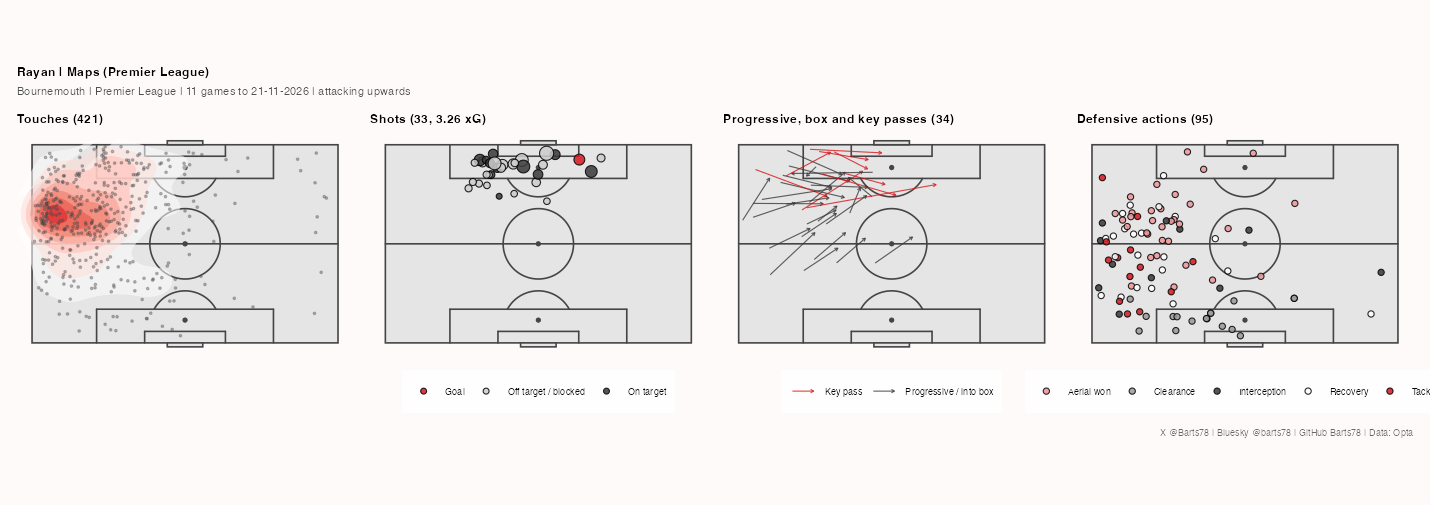 Rayan | Maps (Premier League)
Bournemouth | Premier League | 11 games to 21-11-2026 | attacking upwards
Touches (421)
Shots (33, 3.26 xG)
Progressive, box and key passes (34)
Defensive actions (95)
Goal
Off target / blocked
On target
Key pass
Progressive / into box
Aerial won
Clearance
Interception
Recovery
Tack
X @Barts78 | Bluesky @barts78 | GitHub Barts78 | Data: Opta